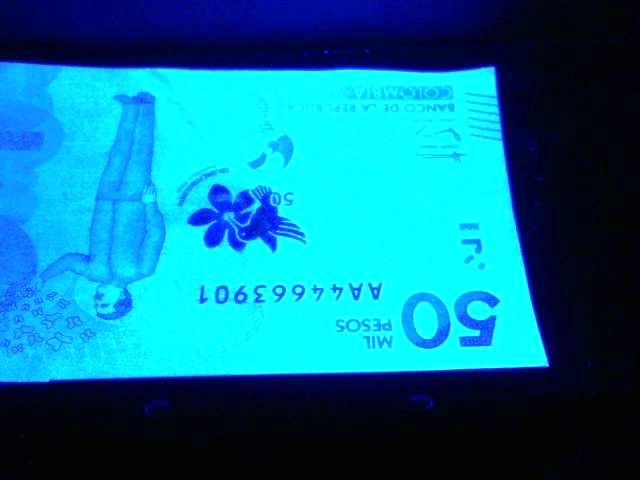 50
MIL
PESOS
AA44663901
50
BANCO DE LA REPÚBLICA
COLOMBIA